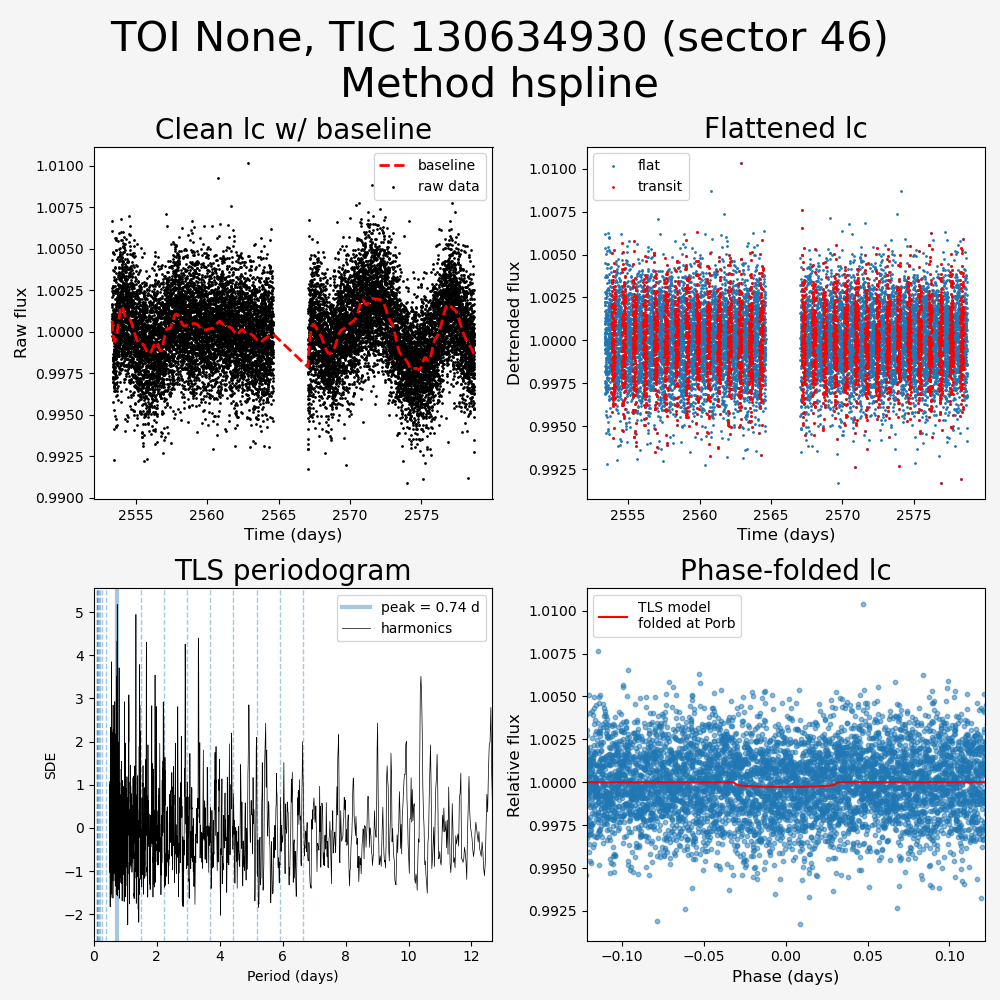 TOI None, TIC 130634930 (sector 46)
Method hspline
Clean lc w/ baseline
Flattened lc
1.0100
1.0075
1.0050
1.0025
1.0000
0.9975
0.9950
0.9925
0.9900
Raw flux
baseline
raw data
2555
2560
2565
2570
2575
Time (days)
1.0100
1.0075
1.0050
1.0025
1.0000
0.9975
0.9950
0.9925
Detrended flux
flat
transit
2555
2560
2565
2570
2575
Time (days)
TLS periodogram
Phase-folded lc
5
4
3
2
1
0
−1
−2
SDE
peak = 0.74 d
harmonics
0
2
4
6
8
10
12
Period (days)
1.0100
1.0075
1.0050
1.0025
1.0000
0.9975
0.9950
0.9925
Relative flux
TLS model
folded at Porb
−0.10
−0.05
0.00
0.05
0.10
Phase (days)